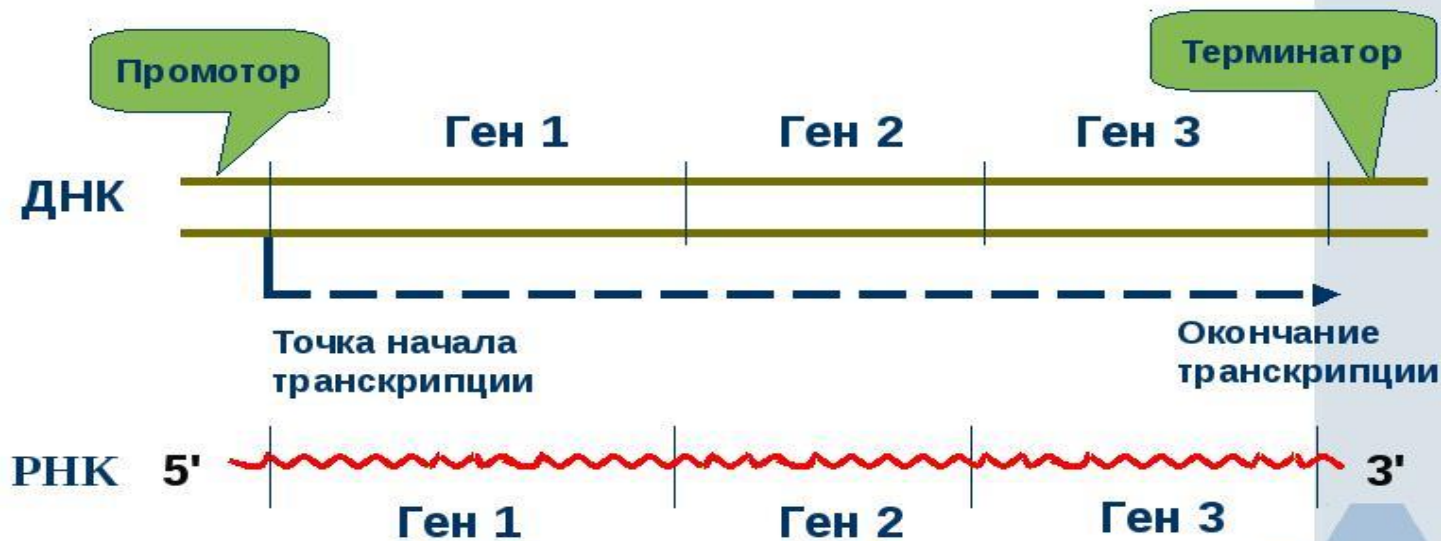 Промотор
Терминатор
Ген 1
Ген 2
Ген 3
ДНК
Точка начала
транскрипции
Окончание
транскрипции
РНК
5'
3'
Ген 1
Ген 2
Ген 3